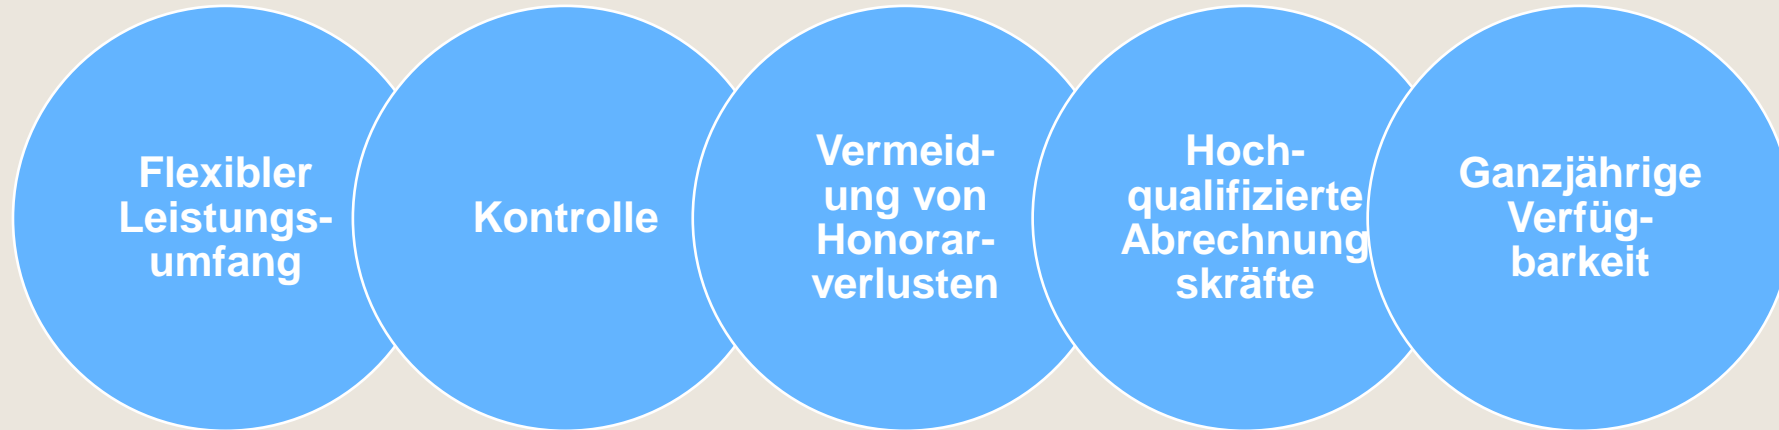 Flexibler
Leistungs-
umfang
Kontrolle
Vermeid-
ung von
Honorar-
verlusten
Hoch-
qualifizierte
Abrechnung
skräfte
Ganzjährige
Verfüg-
barkeit